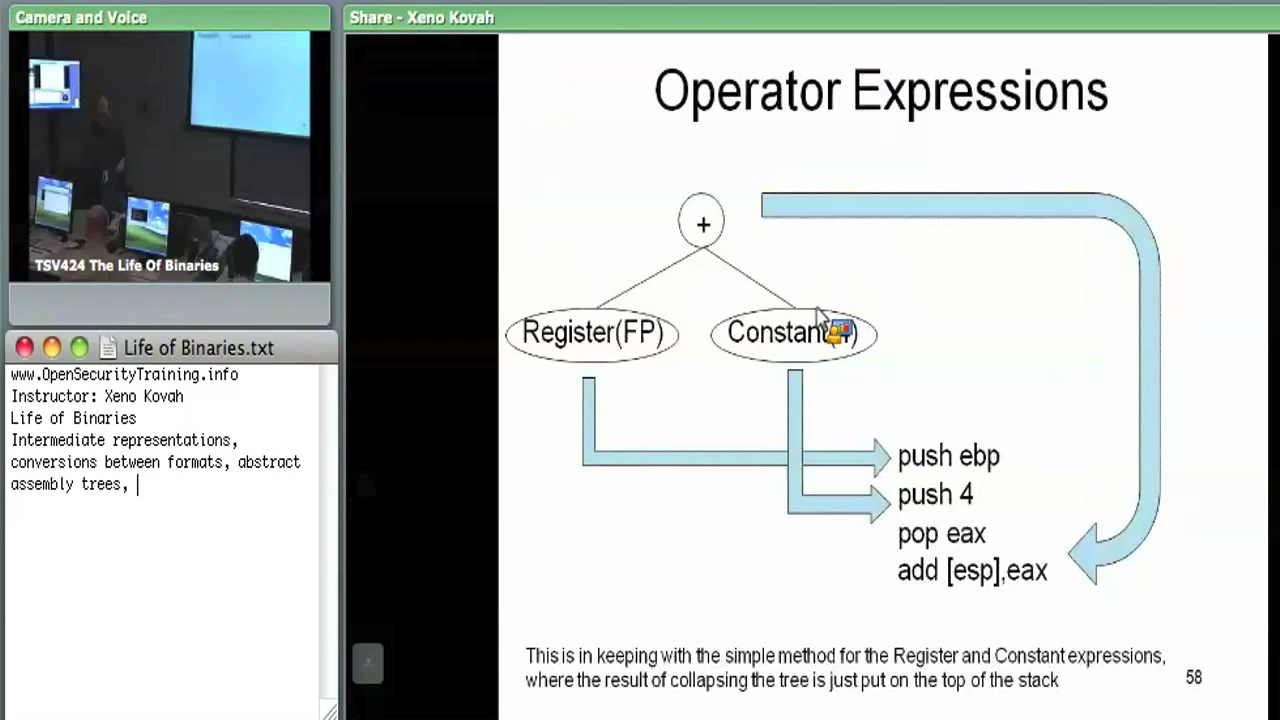 Camera and Voice
TSV424 The Life Of Binaries
Life of Binaries.txt
www.OpenSecurityTraining.info
Instructor: Xeno Kovah
Life of Binaries
Intermediate representations,
conversions between formats, abstract
assembly trees,
Share - Xeno Kovah
Operator Expressions
+
Register(FP)
push ebp
push 4
pop eax
add [esp],eax
This is in keeping with the simple method for the Register and Constant expressions,
where the result of collapsing the tree is just put on the top of the stack
58